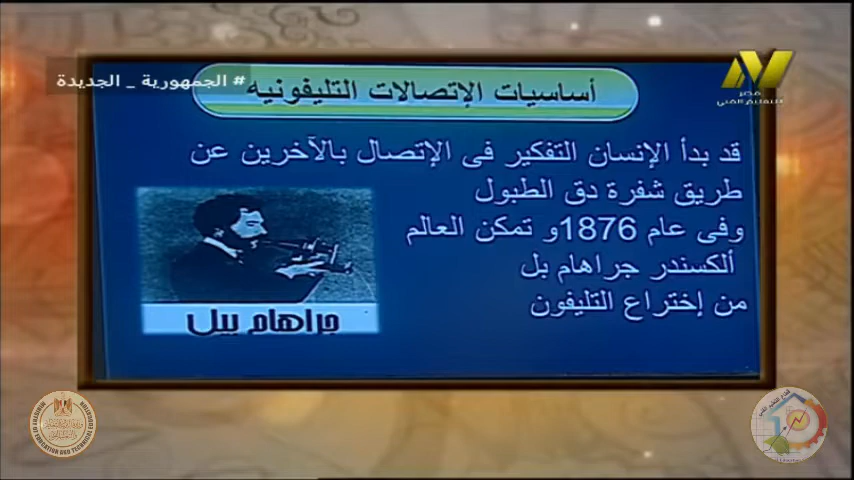 # الجمهورية _ الجديدة
مصر
أساسيات الإتصالات التليفونيه
قد بدأ الإنسان التفكير فى الإتصال بالآخرين عن
طريق شفرة دق الطبول
وفى عام 1876و تمكن العالم
ألكسندر جراهام بل
من إختراع التليفون
جراهام بيل